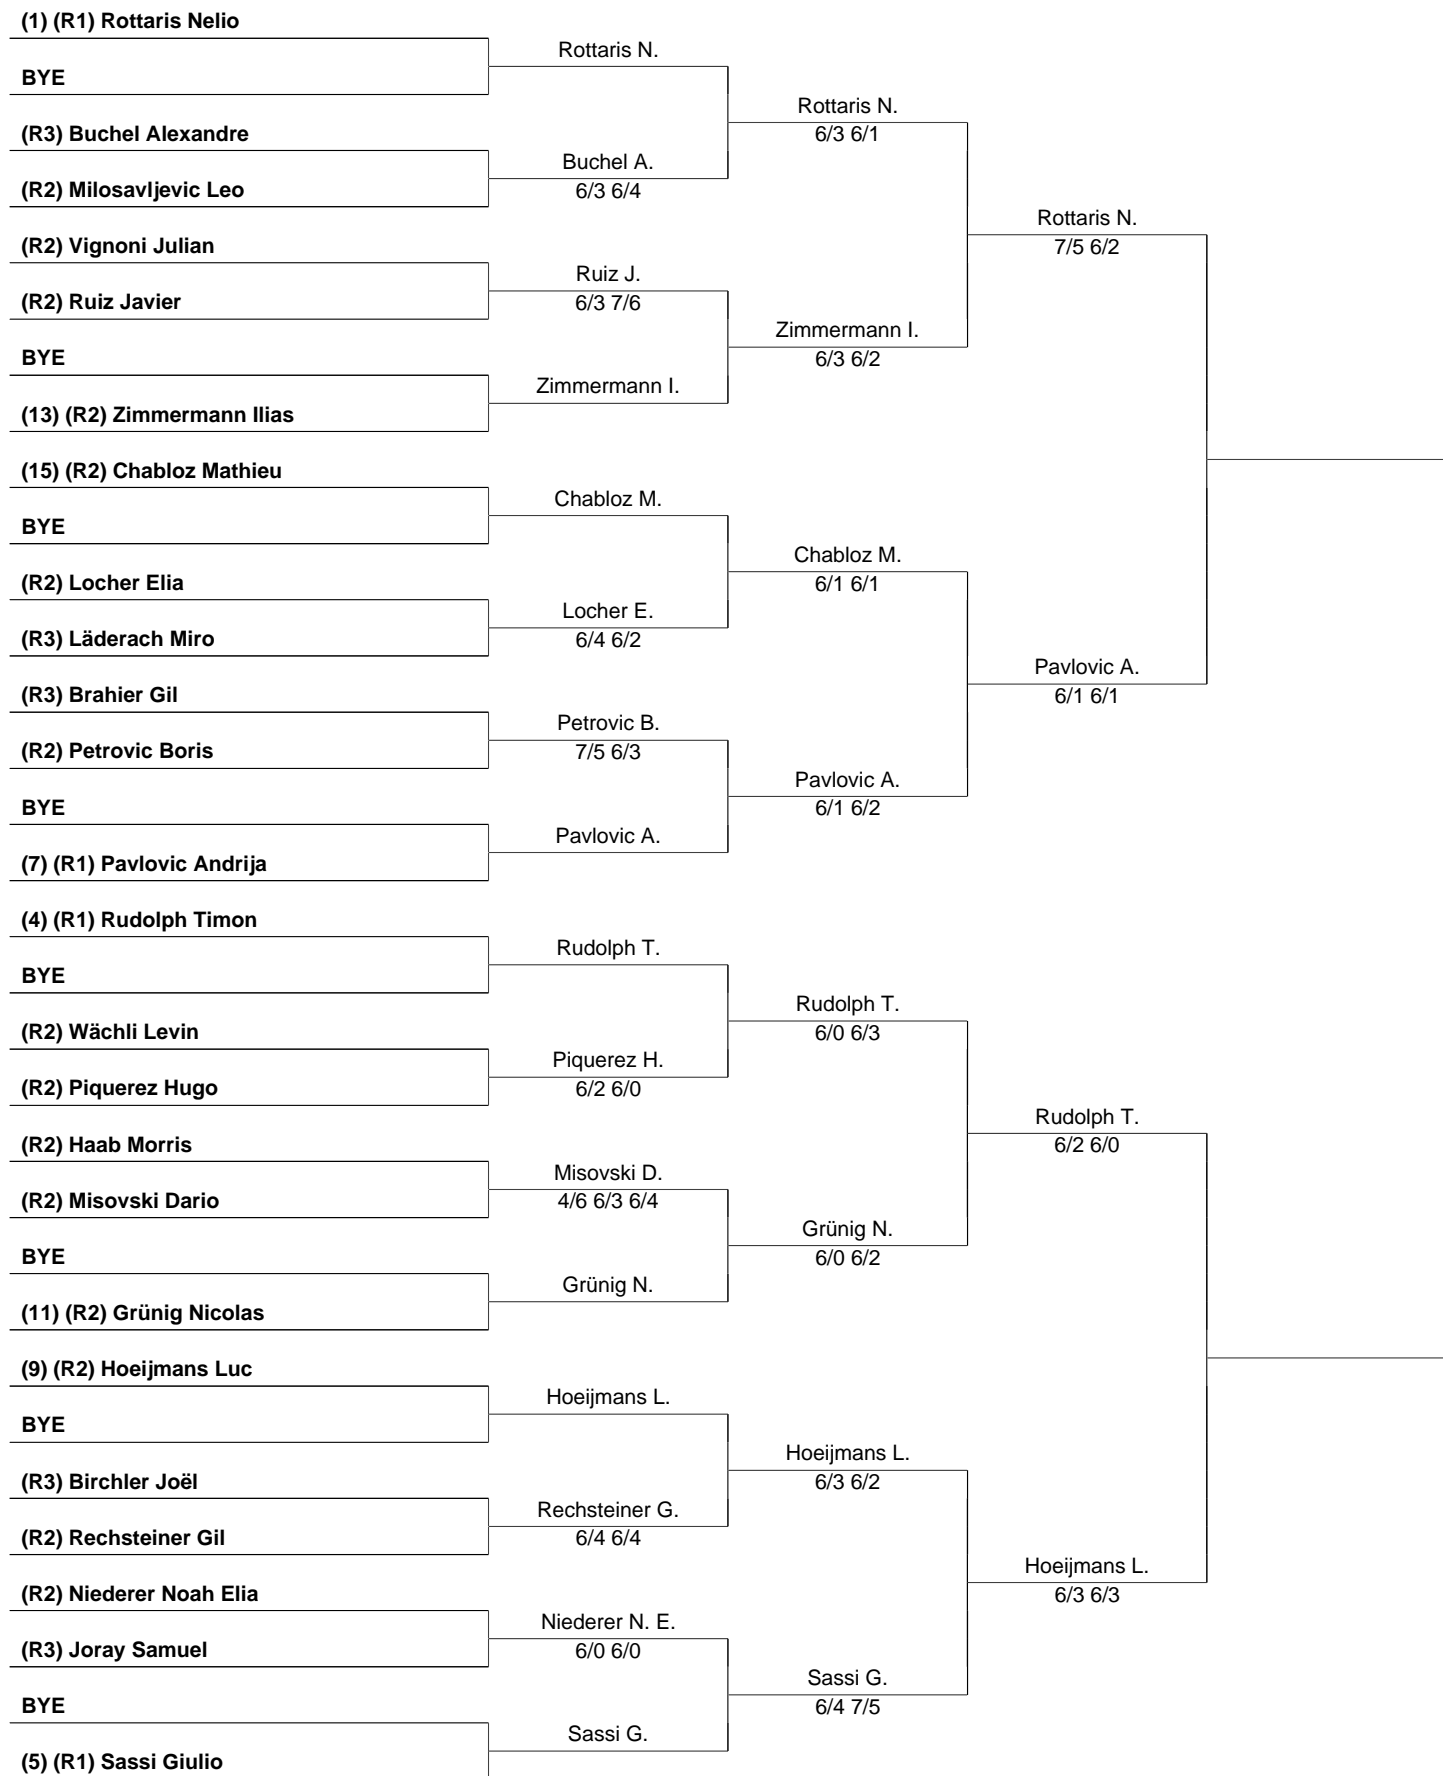 (1) (R1) Rottaris Nelio
BYE
(R3) Buchel Alexandre
(R2) Milosavljevic Leo
(R2) Vignoni Julian
(R2) Ruiz Javier
BYE
(13) (R2) Zimmermann Ilias
(15) (R2) Chabloz Mathieu
BYE
(R2) Locher Elia
(R3) Läderach Miro
(R3) Brahier Gil
(R2) Petrovic Boris
BYE
(7) (R1) Pavlovic Andrija
(4) (R1) Rudolph Timon
BYE
(R2) Wächli Levin
(R2) Piquerez Hugo
(R2) Haab Morris
(R2) Misovski Dario
BYE
(11) (R2) Grünig Nicolas
(9) (R2) Hoeijmans Luc
BYE
(R3) Birchler Joël
(R2) Rechsteiner Gil
(R2) Niederer Noah Elia
(R3) Joray Samuel
BYE
(5) (R1) Sassi Giulio
Rottaris N.
Buchel A.
6/3 6/4
Ruiz J.
6/3 7/6
Zimmermann I.
Chabloz M.
Locher E.
6/4 6/2
Petrovic B.
7/5 6/3
Pavlovic A.
Rudolph T.
Piquerez H.
6/2 6/0
Misovski D.
4/6 6/3 6/4
Grünig N.
Hoeijmans L.
Rechsteiner G.
6/4 6/4
Niederer N. E.
6/0 6/0
Sassi G.
Rottaris N.
6/3 6/1
Zimmermann I.
6/3 6/2
Chabloz M.
6/1 6/1
Pavlovic A.
6/1 6/2
Rudolph T.
6/0 6/3
Grünig N.
6/0 6/2
Hoeijmans L.
6/3 6/2
Sassi G.
6/4 7/5
Rottaris N.
7/5 6/2
Pavlovic A.
6/1 6/1
Rudolph T.
6/2 6/0
Hoeijmans L.
6/3 6/3